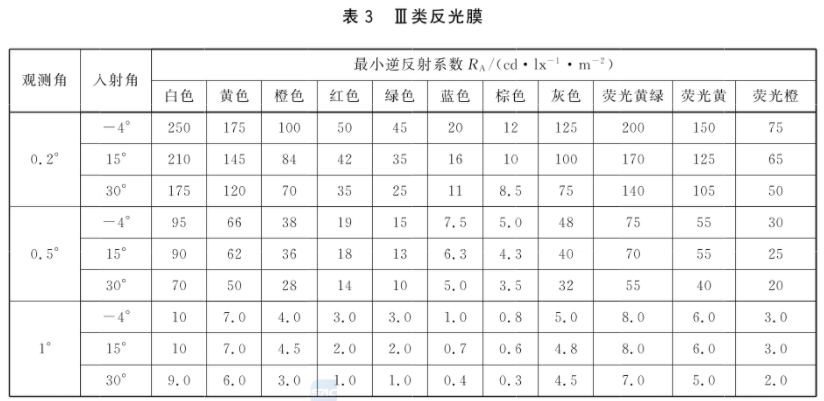 表 3 Ⅲ类反光膜
观测角 入射角 最小逆反射系数 RA/(cd·lx⁻¹·m⁻²)
白色 黄色 橙色 红色 绿色 蓝色 棕色 灰色 荧光黄绿 荧光黄 荧光橙
0.2° −4° 250 175 100 50 45 20 12 125 200 150 75
15° 210 145 84 42 35 16 10 100 170 125 65
30° 175 120 70 35 25 11 8.5 75 140 105 50
0.5° −4° 95 66 38 19 15 7.5 5.0 48 75 55 30
15° 90 62 36 18 13 6.3 4.3 40 70 55 25
30° 70 50 28 14 10 5.0 3.5 32 55 40 20
1° −4° 10 7.0 4.0 3.0 3.0 1.0 0.8 5.0 8.0 6.0 3.0
15° 10 7.0 4.5 2.0 2.0 0.7 0.6 4.8 8.0 6.0 3.0
30° 9.0 6.0 3.0 1.0 1.0 0.4 0.3 4.5 7.0 5.0 2.0